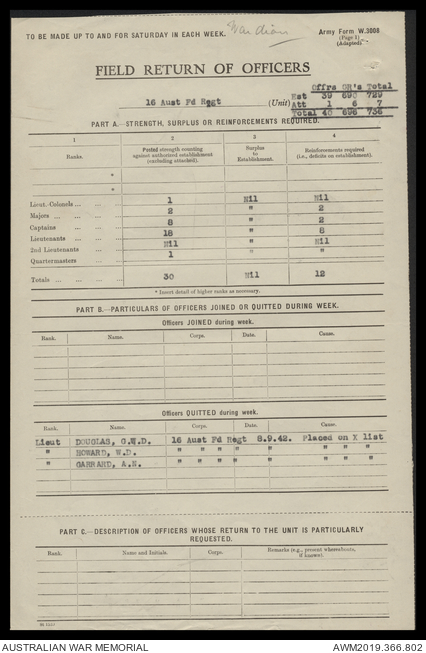 War diary
TO BE MADE UP TO AND FOR SATURDAY IN EACH WEEK.
Army Form W.3008
(Page 1)
(Adapted)
FIELD RETURN OF OFFICERS
Offrs OR's Total
Est 39 690 729
16 Aust Fd Regt (Unit) Att 1 6 7
Total 40 696 736
PART A.—STRENGTH, SURPLUS OR REINFORCEMENTS REQUIRED.
1 2 3 4
Ranks. Posted strength counting against authorized establishment (excluding attached). Surplus to Establishment. Reinforcements required (i.e., deficits on establishment).
*
*
Lieut.-Colonels ... ... 1 Nil Nil
Majors ... ... 2 " 2
Captains ... ... 8 " 2
Lieutenants ... ... 18 " 8
2nd Lieutenants ... ... Nil " Nil
Quartermasters ... ... 1 " "
Totals ... ... ... 30 Nil 12
* Insert detail of higher ranks as necessary.
PART B.—PARTICULARS OF OFFICERS JOINED OR QUITTED DURING WEEK.
Officers JOINED during week.
Rank. Name. Corps. Date. Cause.
Officers QUITTED during week.
Rank. Name. Corps. Date. Cause.
Lieut DOUGLAS, G.W.D. 16 Aust Fd Regt 8.9.42. Placed on X list
" HOWARD, W.D. " " " " " " " "
" GARRARD, A.N. " " " " " " " "
PART C.—DESCRIPTION OF OFFICERS WHOSE RETURN TO THE UNIT IS PARTICULARLY
REQUESTED.
Rank. Name and Initials. Corps. Remarks (e.g., present whereabouts, if known).
AUSTRALIAN WAR MEMORIAL
AWM2019.366.802